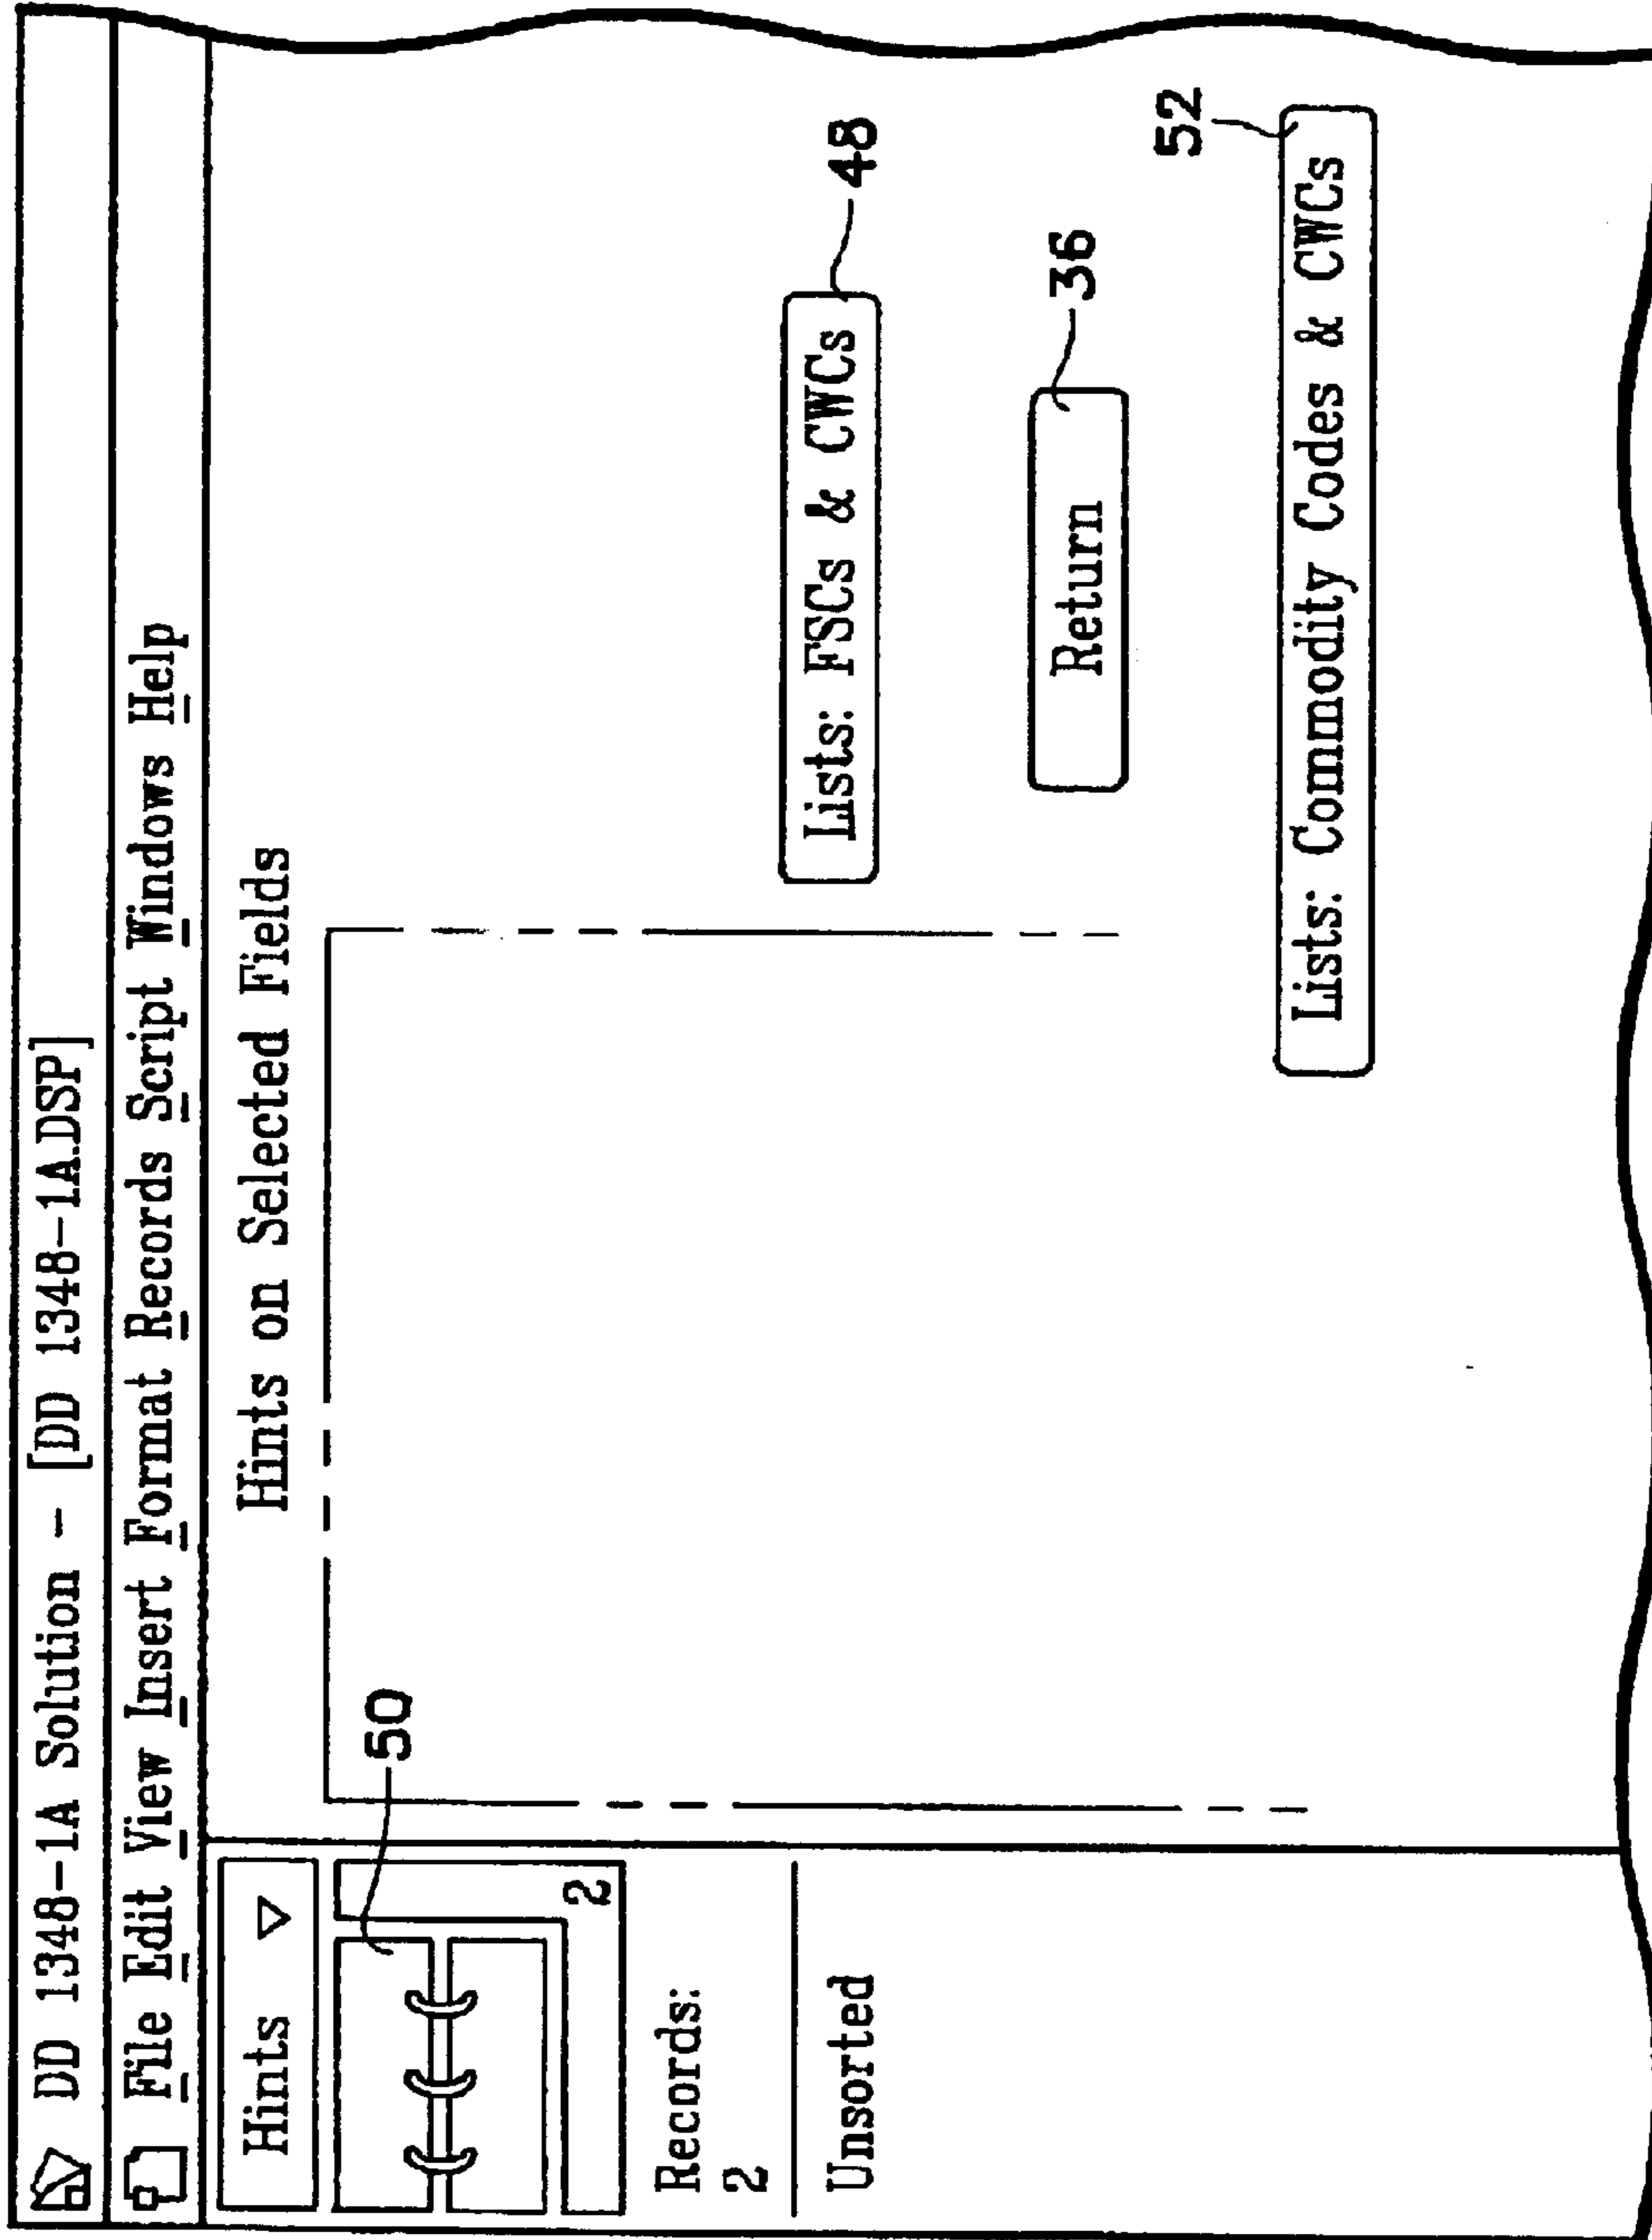 DD 1348-1A Solution - [DD 1348-1A.DSP]
File Edit View Insert Format Records Script Windows Help
Hints
Hints on Selected Fields
50
2
Records:
2
Unsorted
Lists: FSCs & CWCs
48
Return
36
Lists: Commodity Codes & CWCs
52